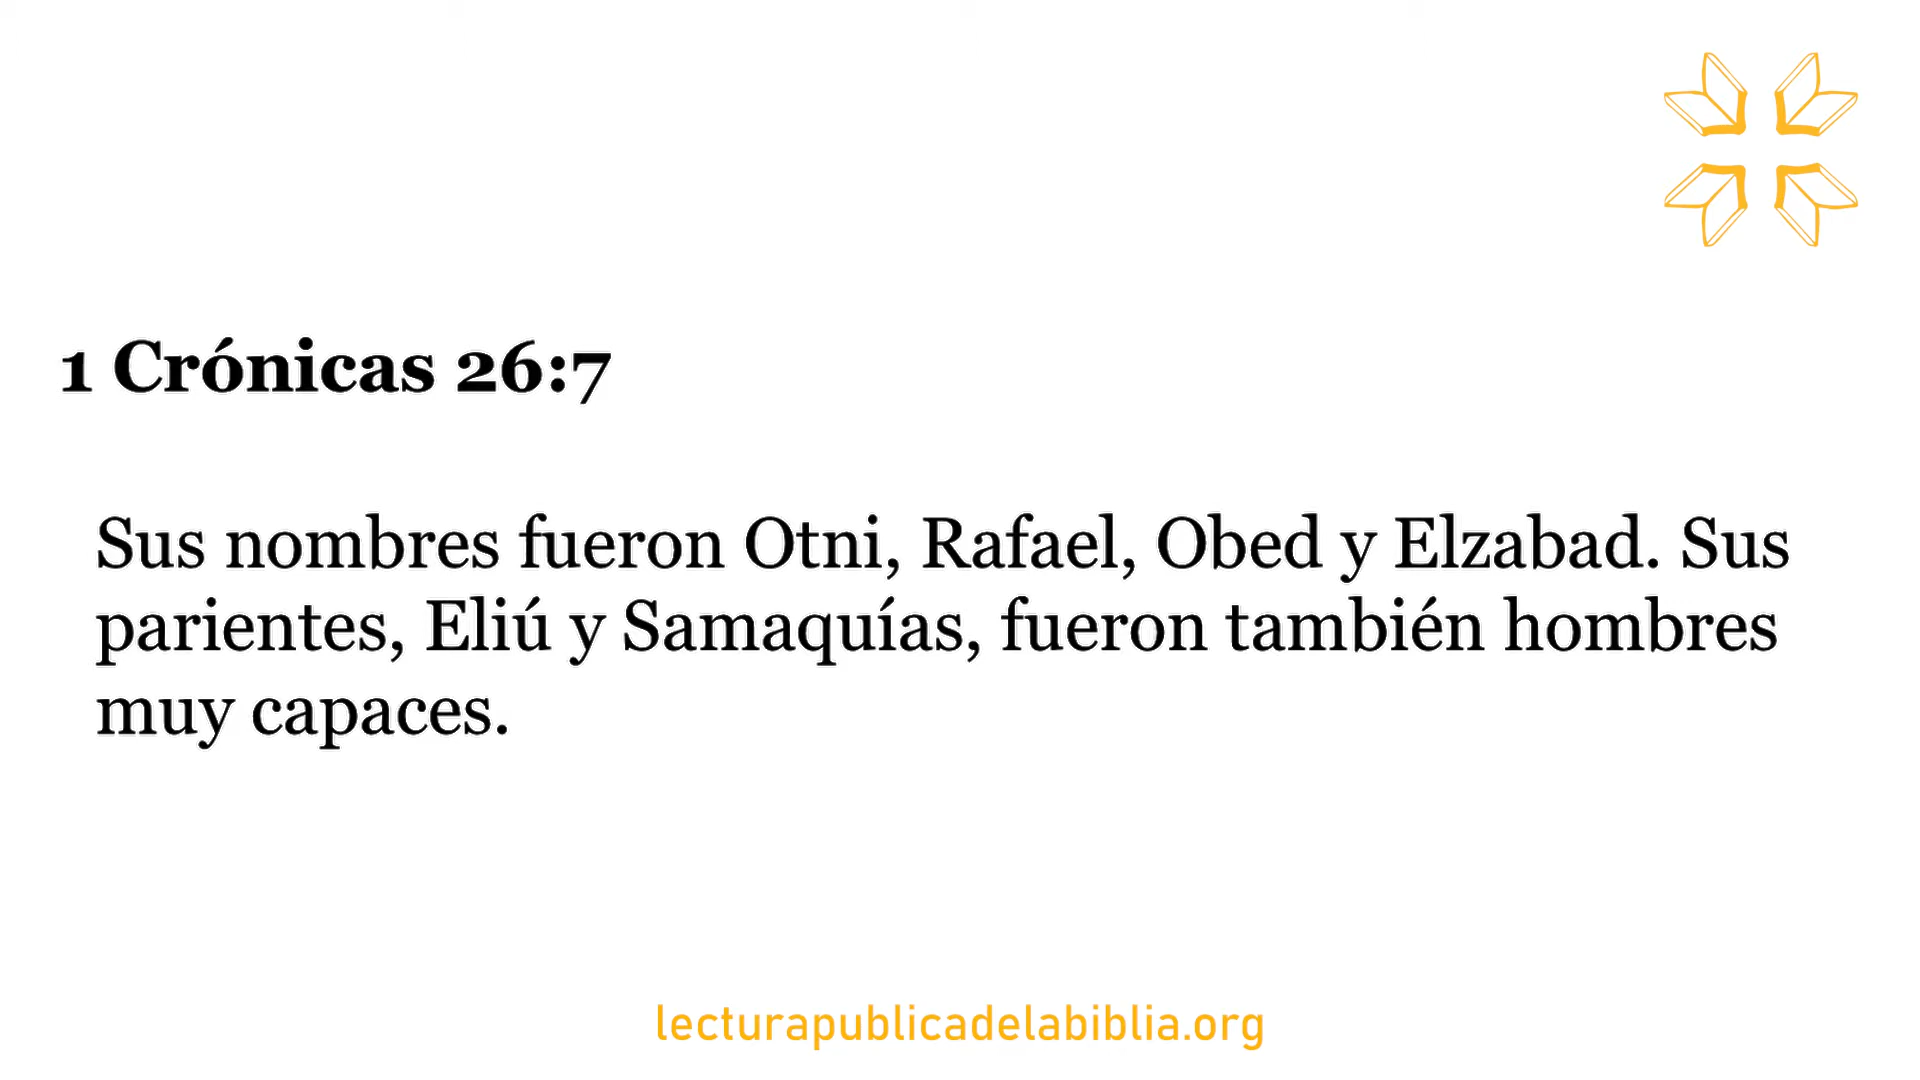 1 Crónicas 26:7
Sus nombres fueron Otni, Rafael, Obed y Elzabad. Sus
parientes, Eliú y Samaquías, fueron también hombres
muy capaces.
lecturapublicadelabiblia.org